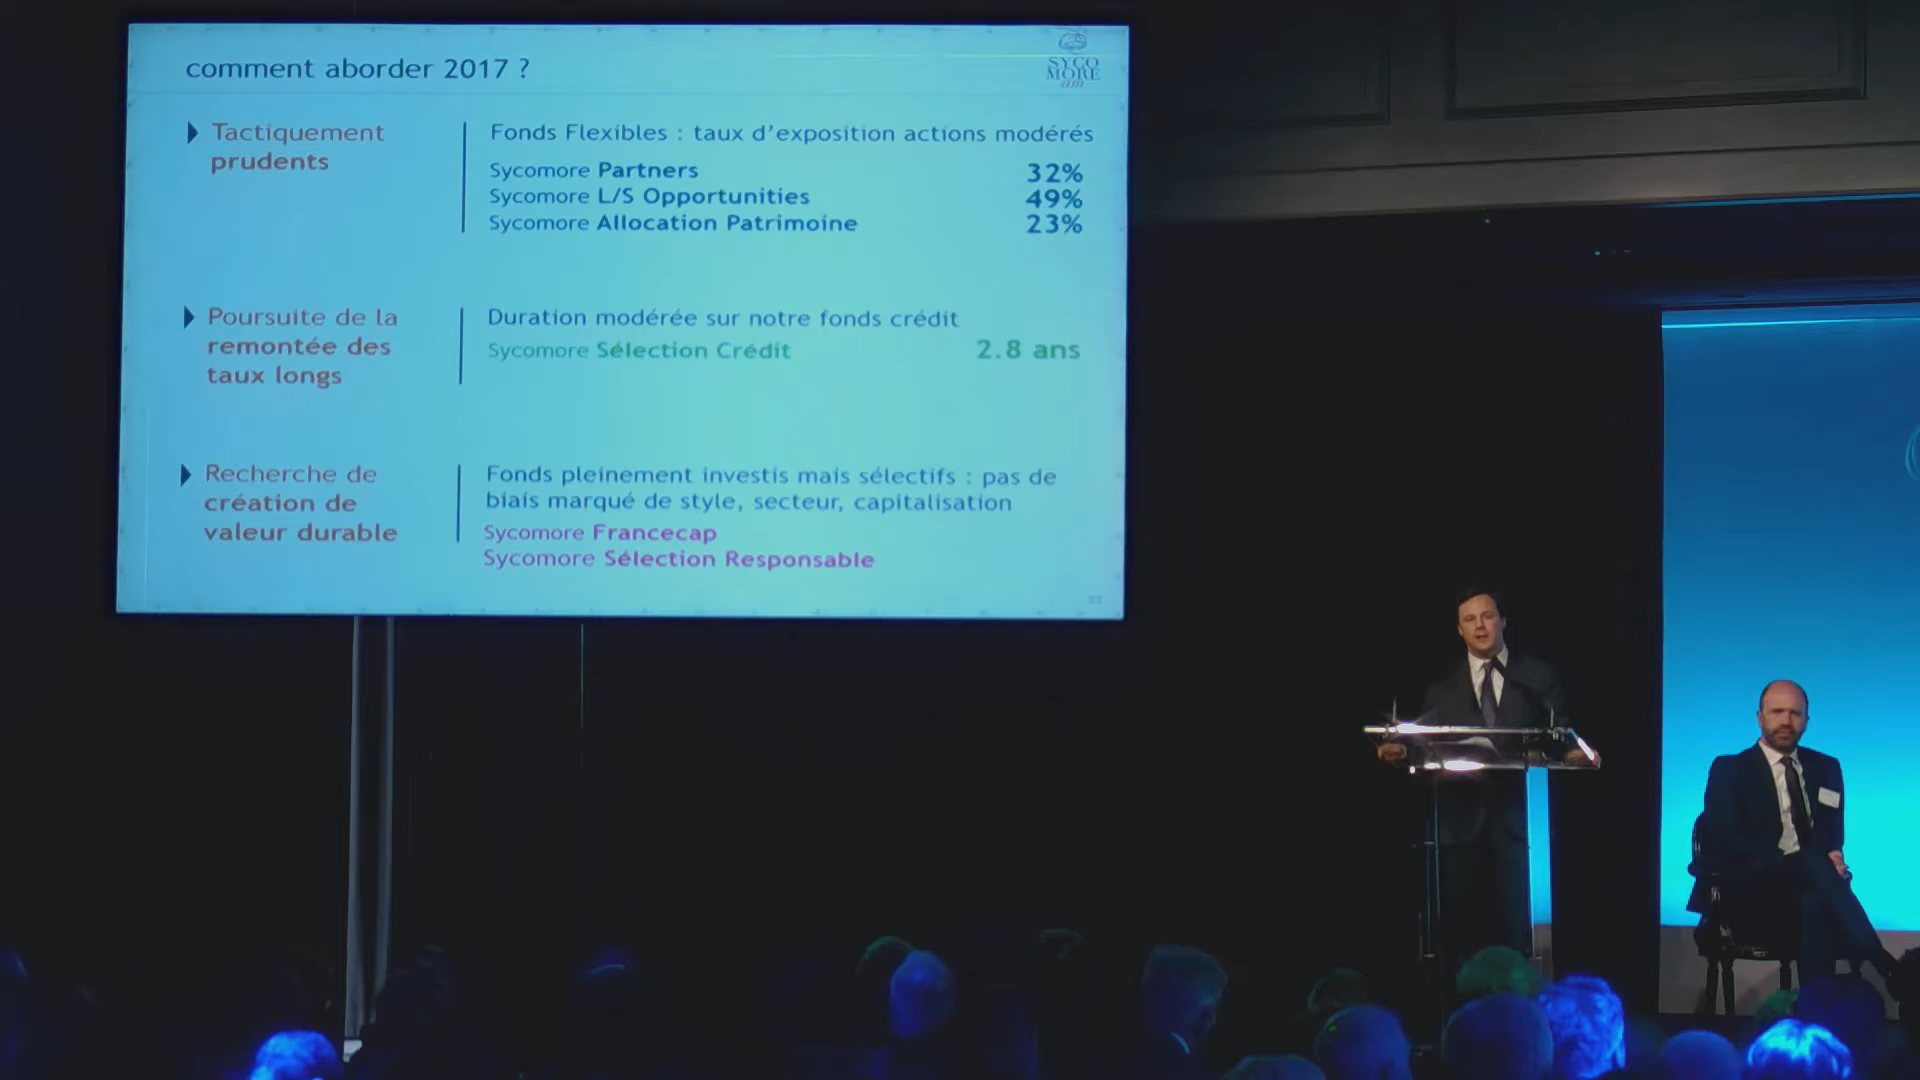 comment aborder 2017 ?
SYCO
MORE
am
Tactiquement
prudents
Fonds Flexibles : taux d'exposition actions modérés
Sycomore Partners 32%
Sycomore L/S Opportunities 49%
Sycomore Allocation Patrimoine 23%
Poursuite de la
remontée des
taux longs
Duration modérée sur notre fonds crédit
Sycomore Sélection Crédit 2.8 ans
Recherche de
création de
valeur durable
Fonds pleinement investis mais sélectifs : pas de
biais marqué de style, secteur, capitalisation
Sycomore Francecap
Sycomore Sélection Responsable